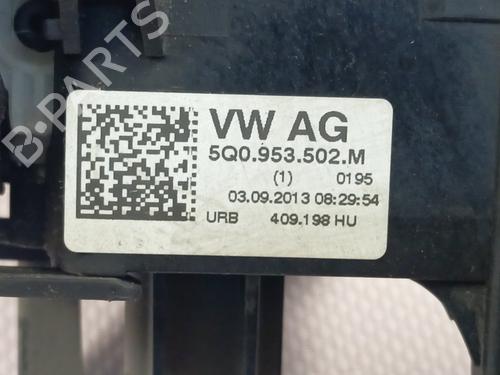 B-PARTS
VW AG
5Q0.953.502.M
(1) 0195
03.09.2013 08:29:54
URB 409.198 HU